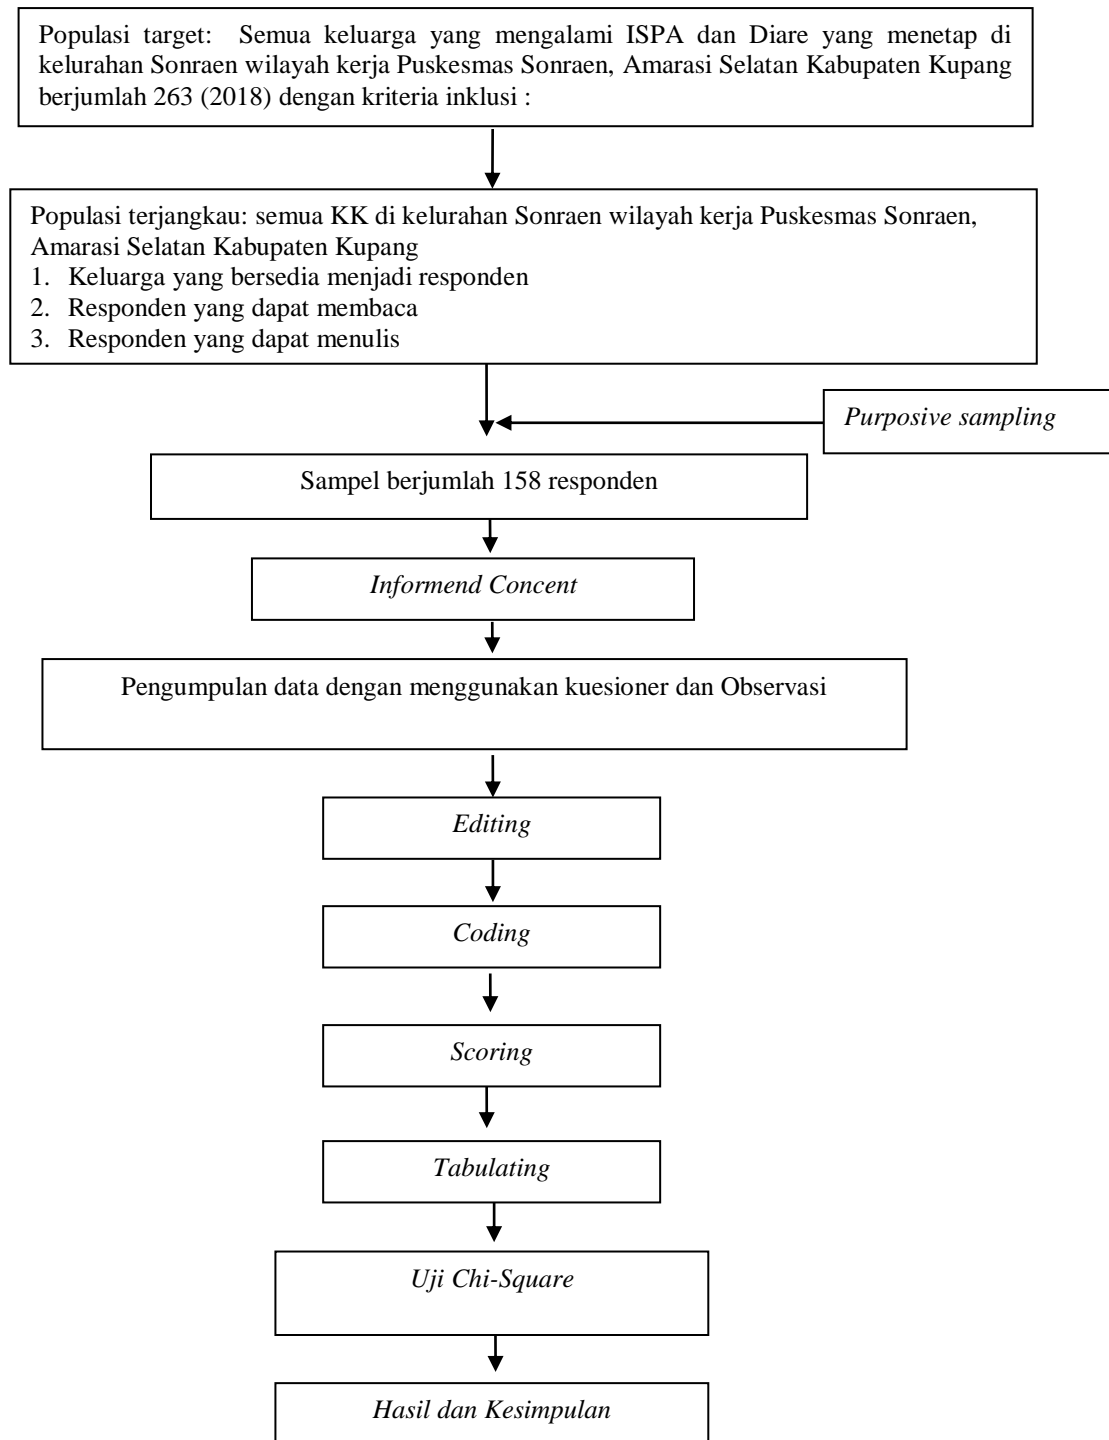 Populasi target: Semua keluarga yang mengalami ISPA dan Diare yang menetap di
kelurahan Sonraen wilayah kerja Puskesmas Sonraen, Amarasi Selatan Kabupaten Kupang
berjumlah 263 (2018) dengan kriteria inklusi :
Populasi terjangkau: semua KK di kelurahan Sonraen wilayah kerja Puskesmas Sonraen,
Amarasi Selatan Kabupaten Kupang
1. Keluarga yang bersedia menjadi responden
2. Responden yang dapat membaca
3. Responden yang dapat menulis
Purposive sampling
Sampel berjumlah 158 responden
Informend Concent
Pengumpulan data dengan menggunakan kuesioner dan Observasi
Editing
Coding
Scoring
Tabulating
Uji Chi-Square
Hasil dan Kesimpulan